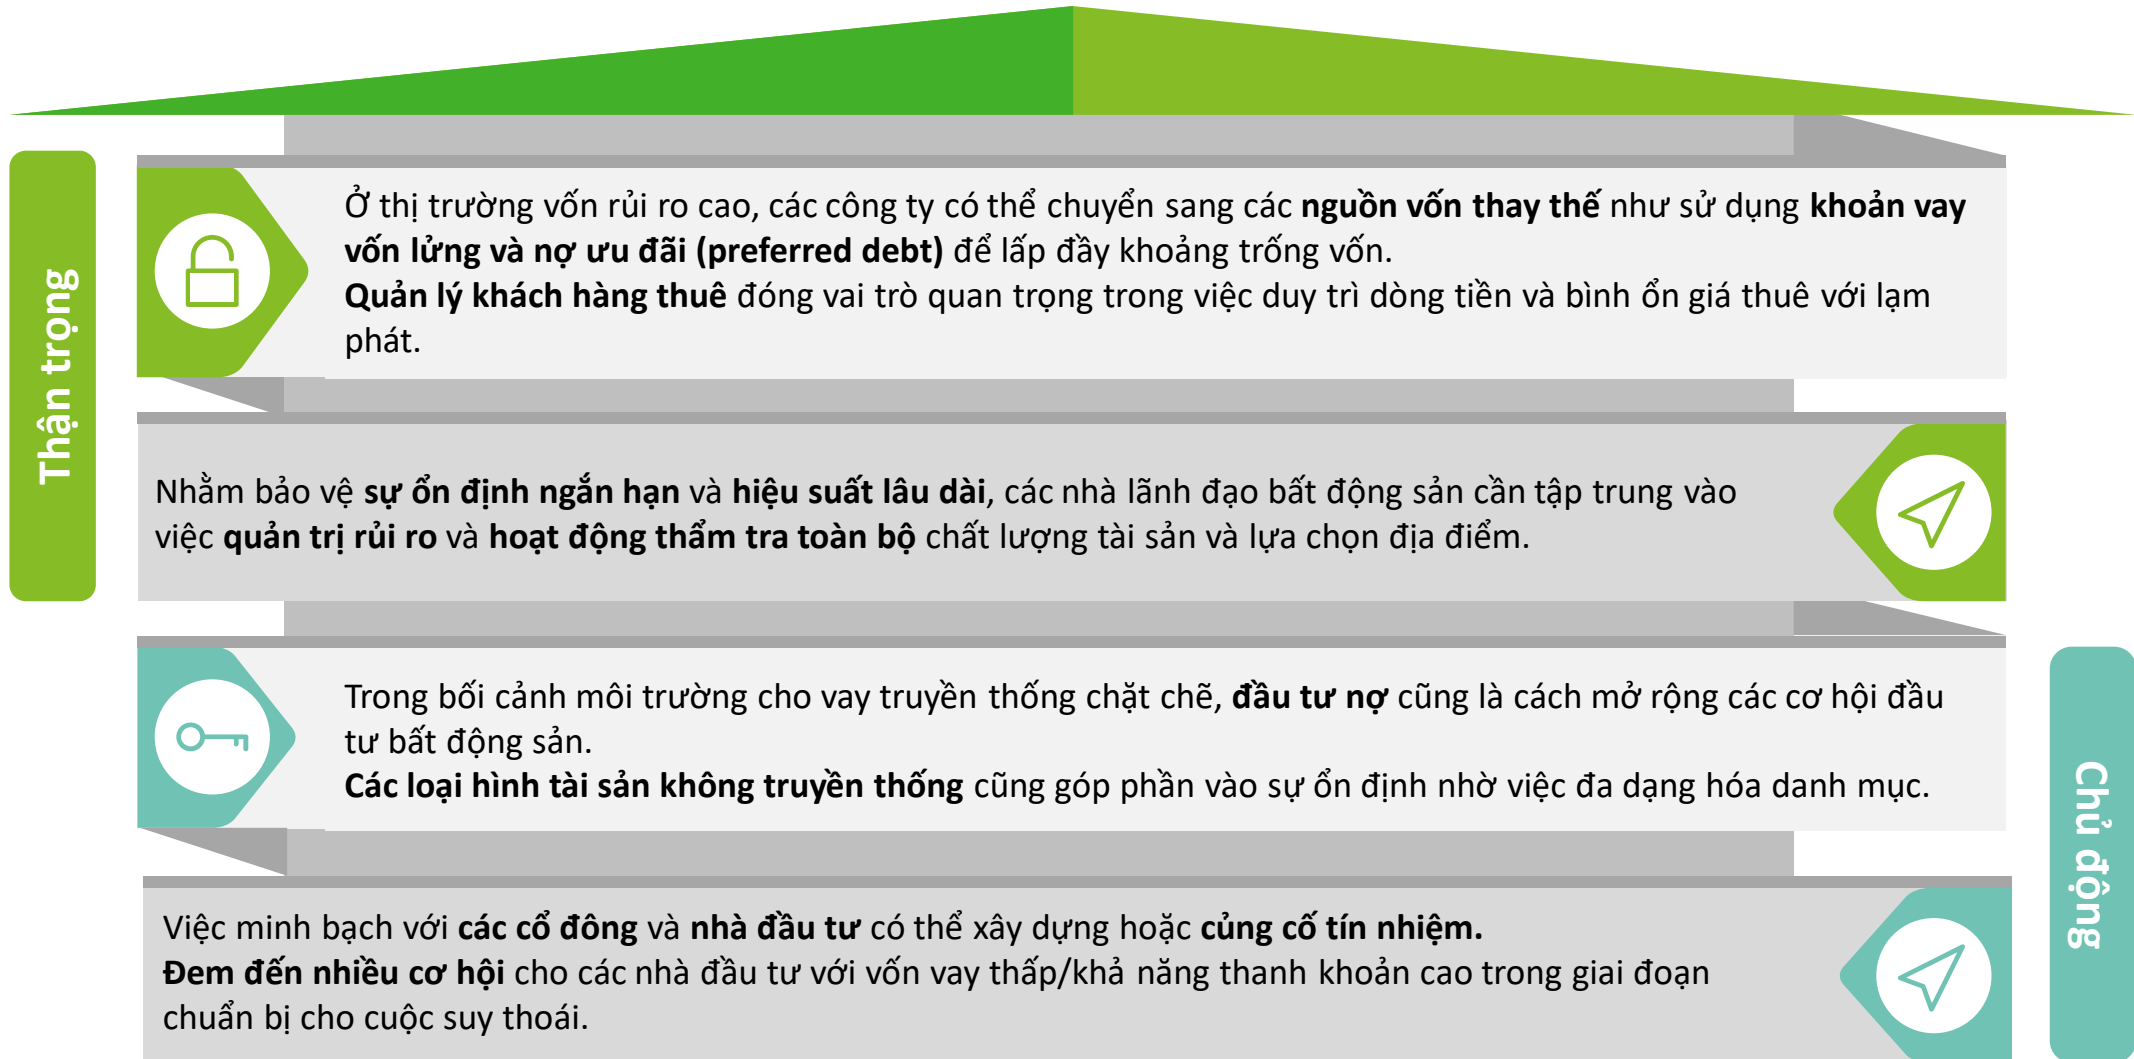 Thận trọng
Ở thị trường vốn rủi ro cao, các công ty có thể chuyển sang các nguồn vốn thay thế như sử dụng khoản vay
vốn lửng và nợ ưu đãi (preferred debt) để lấp đầy khoảng trống vốn.
Quản lý khách hàng thuê đóng vai trò quan trọng trong việc duy trì dòng tiền và bình ổn giá thuê với lạm
phát.
Nhằm bảo vệ sự ổn định ngắn hạn và hiệu suất lâu dài, các nhà lãnh đạo bất động sản cần tập trung vào
việc quản trị rủi ro và hoạt động thẩm tra toàn bộ chất lượng tài sản và lựa chọn địa điểm.
Chủ động
Trong bối cảnh môi trường cho vay truyền thống chặt chẽ, đầu tư nợ cũng là cách mở rộng các cơ hội đầu
tư bất động sản.
Các loại hình tài sản không truyền thống cũng góp phần vào sự ổn định nhờ việc đa dạng hóa danh mục.
Việc minh bạch với các cổ đông và nhà đầu tư có thể xây dựng hoặc củng cố tín nhiệm.
Đem đến nhiều cơ hội cho các nhà đầu tư với vốn vay thấp/khả năng thanh khoản cao trong giai đoạn
chuẩn bị cho cuộc suy thoái.